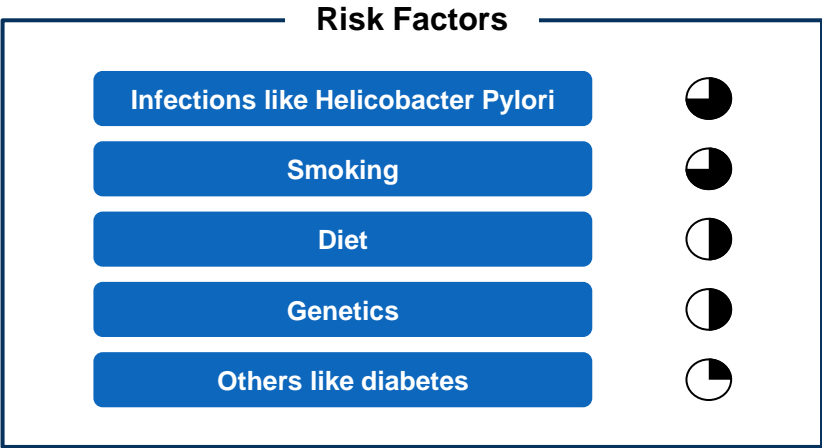 Risk Factors
Infections like Helicobacter Pylori
Smoking
Diet
Genetics
Others like diabetes